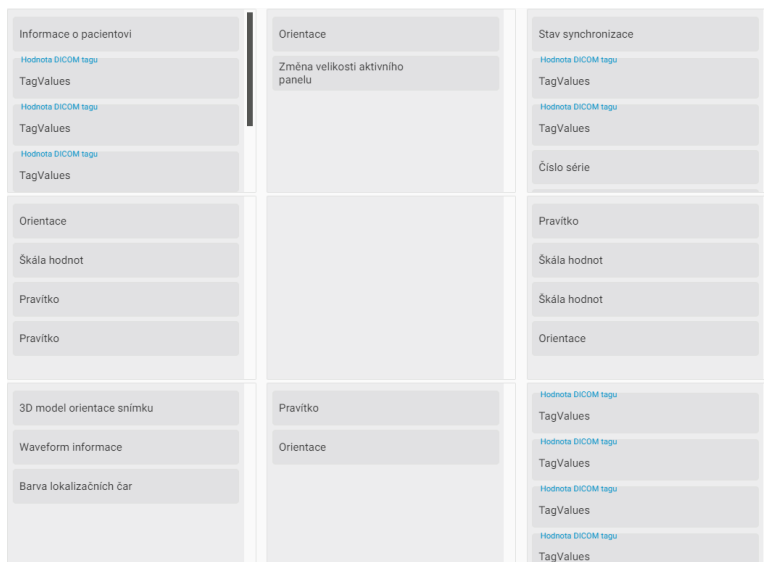 Informace o pacientovi
Hodnota DICOM tagu
TagValues
Hodnota DICOM tagu
TagValues
Hodnota DICOM tagu
TagValues
Orientace
Změna velikosti aktivního
panelu
Stav synchronizace
Hodnota DICOM tagu
TagValues
Hodnota DICOM tagu
TagValues
Číslo série
Orientace
Škála hodnot
Pravítko
Pravítko
Pravítko
Škála hodnot
Škála hodnot
Orientace
3D model orientace snímku
Waveform informace
Barva lokalizačních čar
Pravítko
Orientace
Hodnota DICOM tagu
TagValues
Hodnota DICOM tagu
TagValues
Hodnota DICOM tagu
TagValues
Hodnota DICOM tagu
TagValues